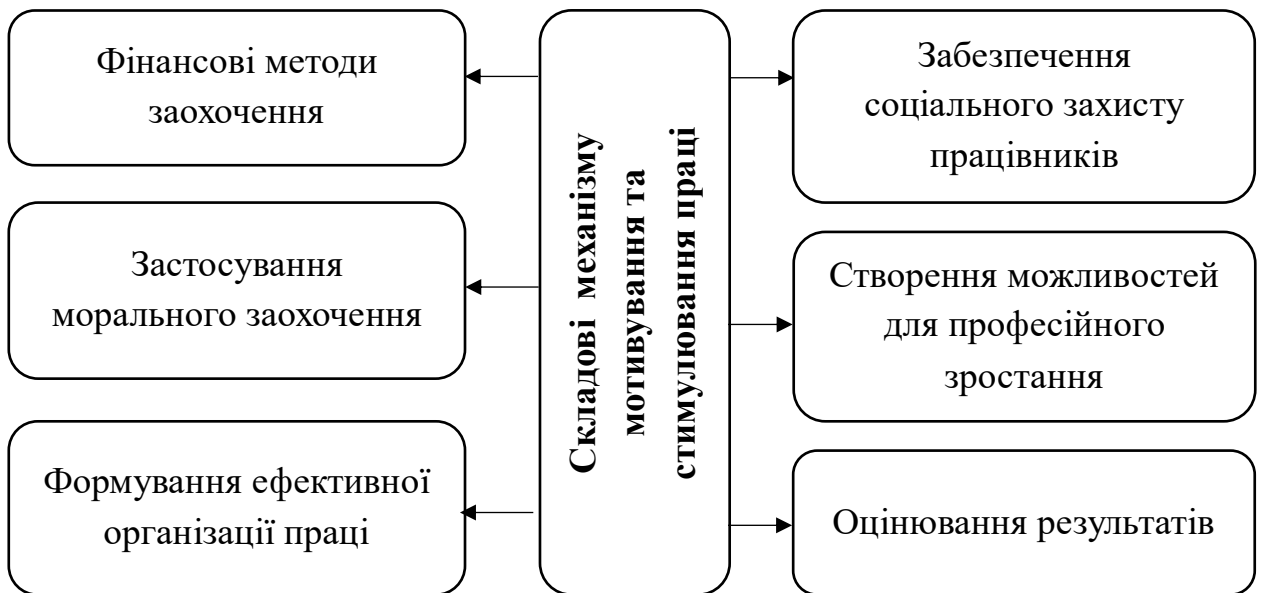 Фінансові методи
заохочення
Застосування
морального заохочення
Формування ефективної
організації праці
Складові механізму
мотивування та
стимулювання праці
Забезпечення
соціального захисту
працівників
Створення можливостей
для професійного
зростання
Оцінювання результатів